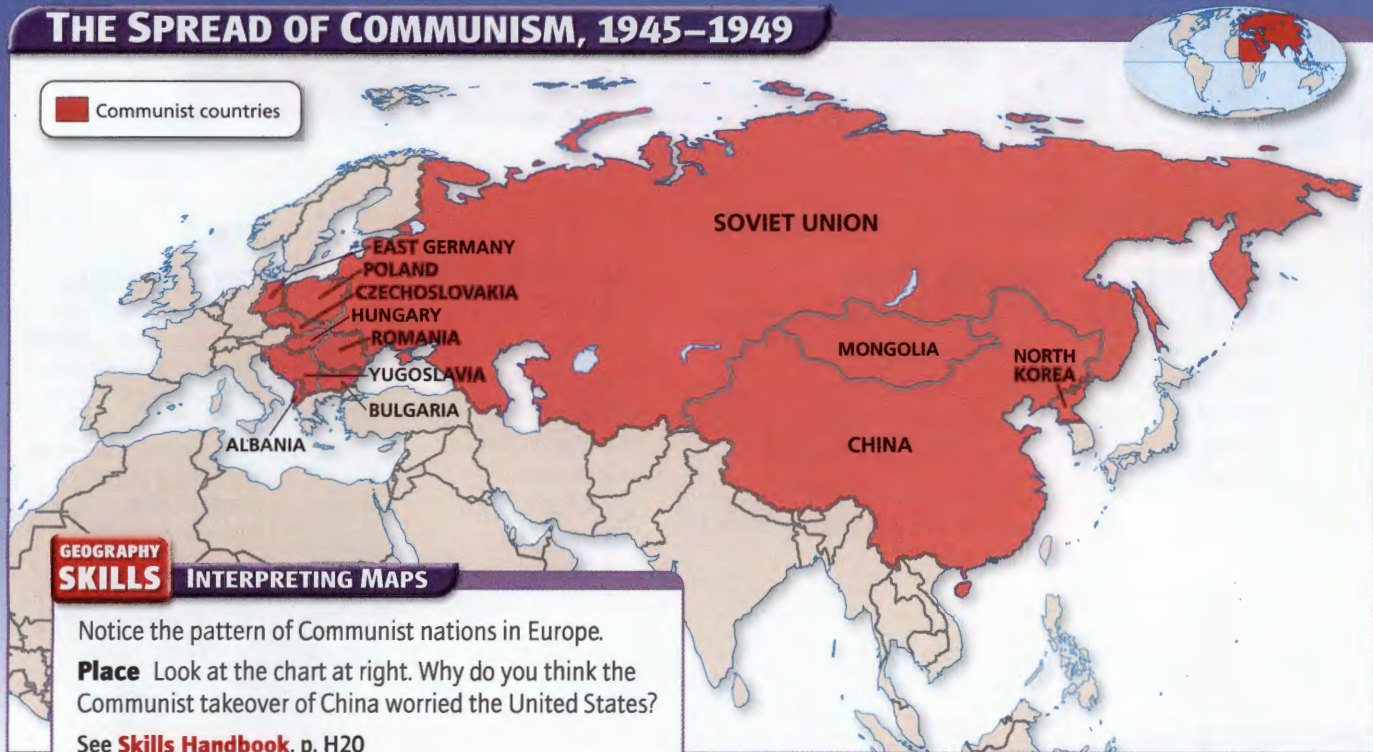 THE SPREAD OF COMMUNISM, 1945–1949
Communist countries
SOVIET UNION
EAST GERMANY
POLAND
CZECHOSLOVAKIA
HUNGARY
ROMANIA
YUGOSLAVIA
BULGARIA
ALBANIA
MONGOLIA
NORTH
KOREA
CHINA
GEOGRAPHY
SKILLS
INTERPRETING MAPS
Notice the pattern of Communist nations in Europe.
Place Look at the chart at right. Why do you think the
Communist takeover of China worried the United States?
See Skills Handbook, p. H20